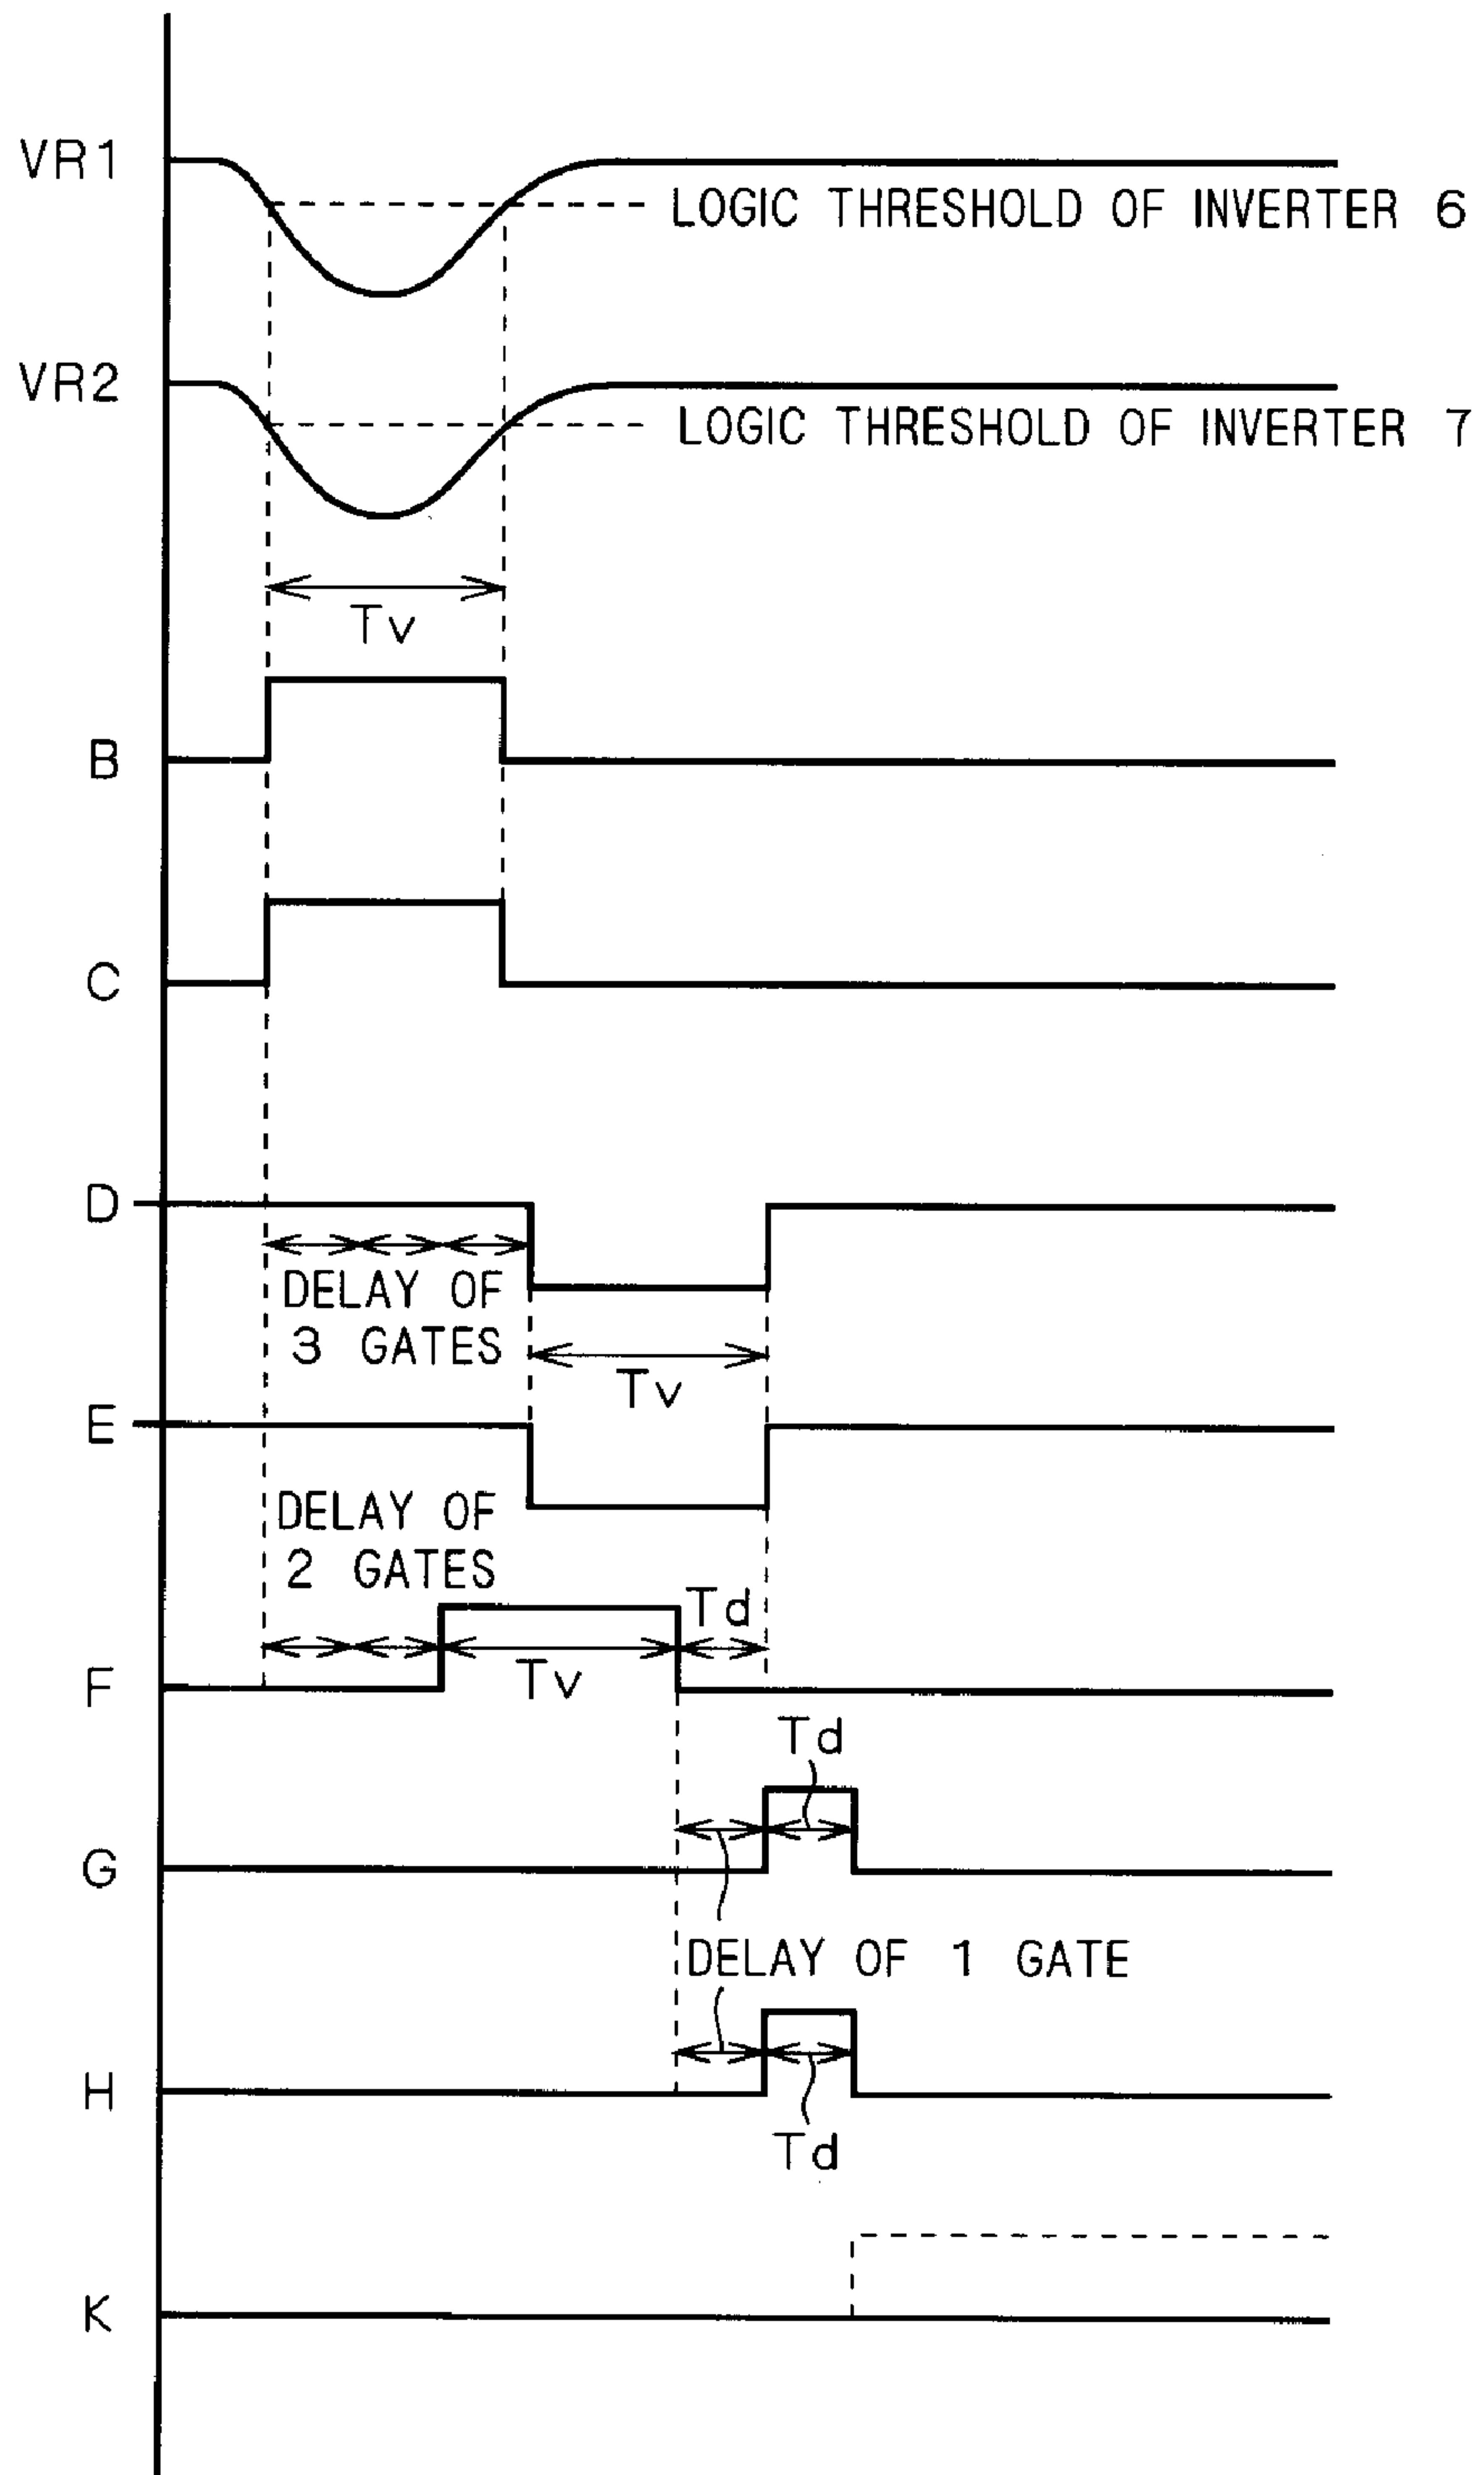 VR1
LOGIC THRESHOLD OF INVERTER 6
VR2
LOGIC THRESHOLD OF INVERTER 7
Tv
B
C
D
DELAY OF
3 GATES
Tv
E
DELAY OF
2 GATES
Td
Tv
F
Td
G
DELAY OF 1 GATE
H
Td
K